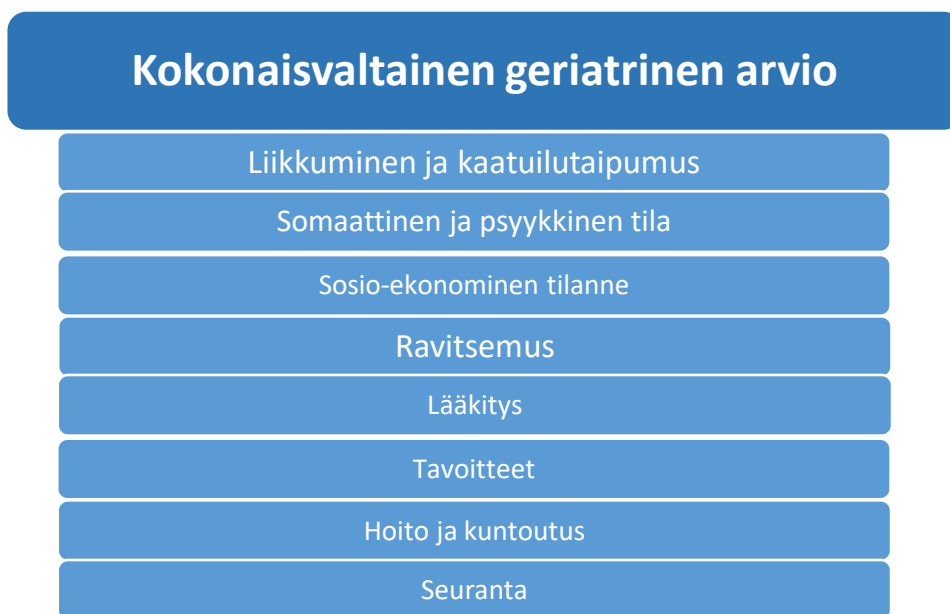 Kokonaisvaltainen geriatrinen arvio
Liikkuminen ja kaatuilutaipumus
Somaattinen ja psyykkinen tila
Sosio-ekonominen tilanne
Ravitsemus
Lääkitys
Tavoitteet
Hoito ja kuntoutus
Seuranta